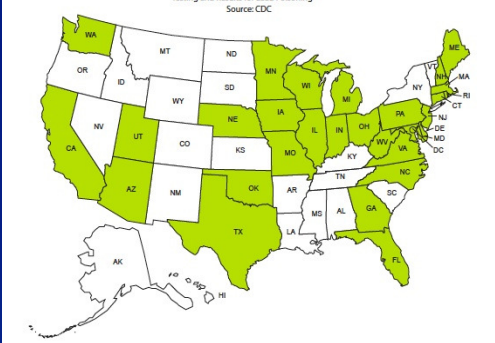 Source: CDC
WA
MT
ND
MN
ME
OR
ID
SD
WI
VT
NH
MA
WY
MI
NY
RI
CT
NV
UT
NE
IA
PA
NJ
CA
CO
IL
IN
OH
DE
MD
DC
KS
MO
WV
VA
KY
AZ
NM
OK
AR
TN
NC
SC
TX
LA
MS
AL
GA
FL
AK
HI